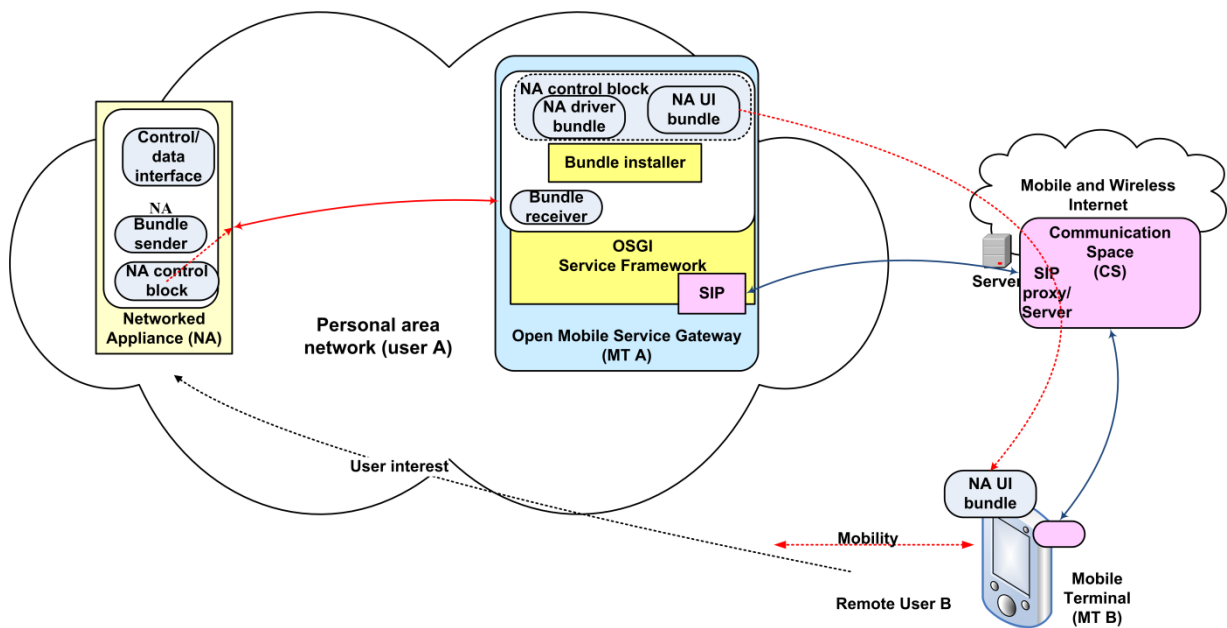 Control/
data
interface
NA
Bundle
sender
NA control
block
Networked
Appliance (NA)
Personal area
network (user A)
NA control block
NA driver
bundle
NA UI
bundle
Bundle installer
Bundle
receiver
OSGI
Service Framework
SIP
Open Mobile Service Gateway
(MT A)
Mobile and Wireless
Internet
Communication
Space
(CS)
Server
SIP
proxy/
Server
User interest
NA UI
bundle
Mobility
Remote User B
Mobile
Terminal
(MT B)